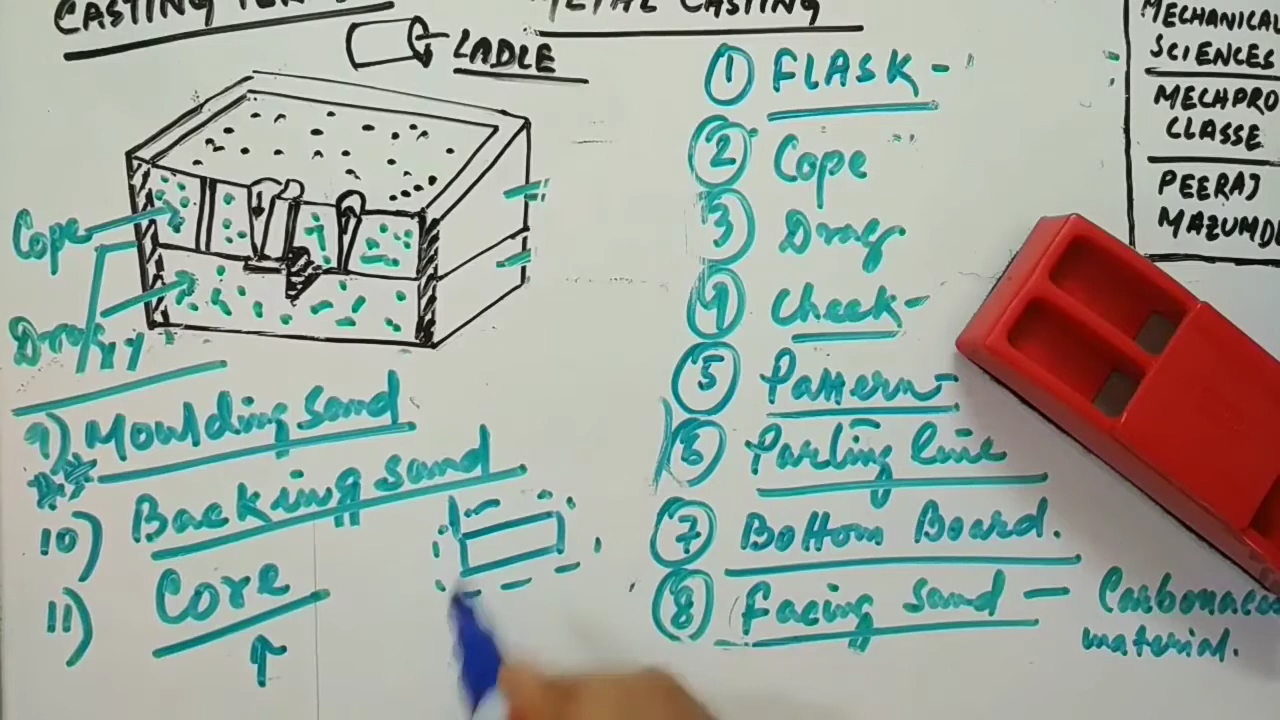 CASTING
METAL CASTING
LADLE
MECHANICAL
SCIENCES
MECHPRO
CLASSE
PEERAJ
MAZUMD
① FLASK -
② Cope
③ Drag
④ Cheek-
⑤ Pattern-
⑥ Parting line
⑦ Bottom Board.
⑧ Facing sand - Carbonac
material.
Cope
Drag
9) Moulding sand
10) Backing sand
11) Core